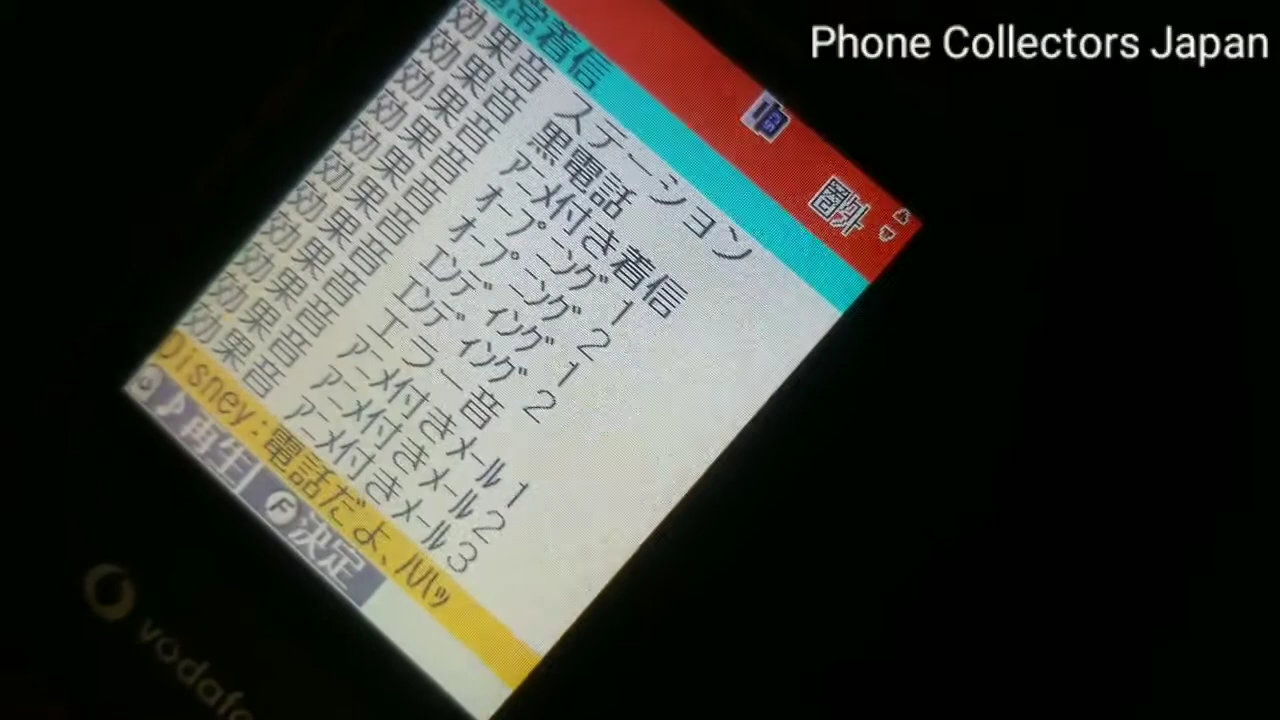 Phone Collectors Japan
圏外
通常着信
効果音 ステーション
効果音 黒電話
効果音 アニメ付き着信
効果音 ｵｰﾌﾟﾆﾝｸﾞ1
効果音 ｵｰﾌﾟﾆﾝｸﾞ2
効果音 ｴﾝﾃﾞｨﾝｸﾞ1
効果音 ｴﾝﾃﾞｨﾝｸﾞ2
効果音 エラー音
効果音 ｱﾆﾒ付きﾒｰﾙ1
効果音 ｱﾆﾒ付きﾒｰﾙ2
効果音 ｱﾆﾒ付きﾒｰﾙ3
Disney:電話だよ、ﾊﾊｯ
♪再生 Ⓕ決定
vodafo